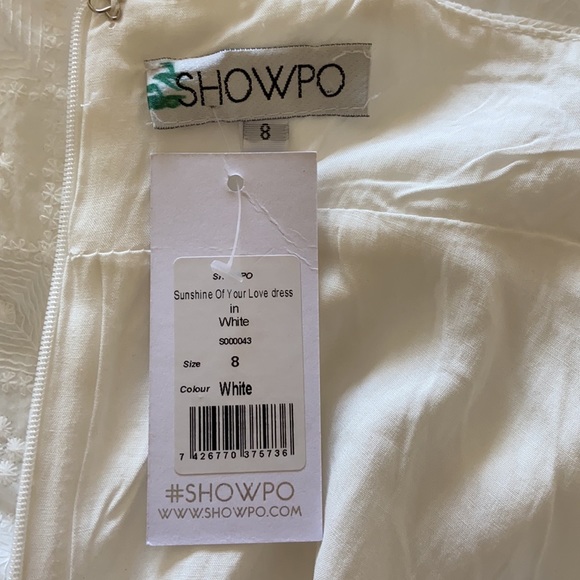 SHOWPO
8
SHOWPO
Sunshine Of Your Love dress
in
White
S000043
Size 8
Colour White
7 426770 375736
#SHOWPO
WWW.SHOWPO.COM